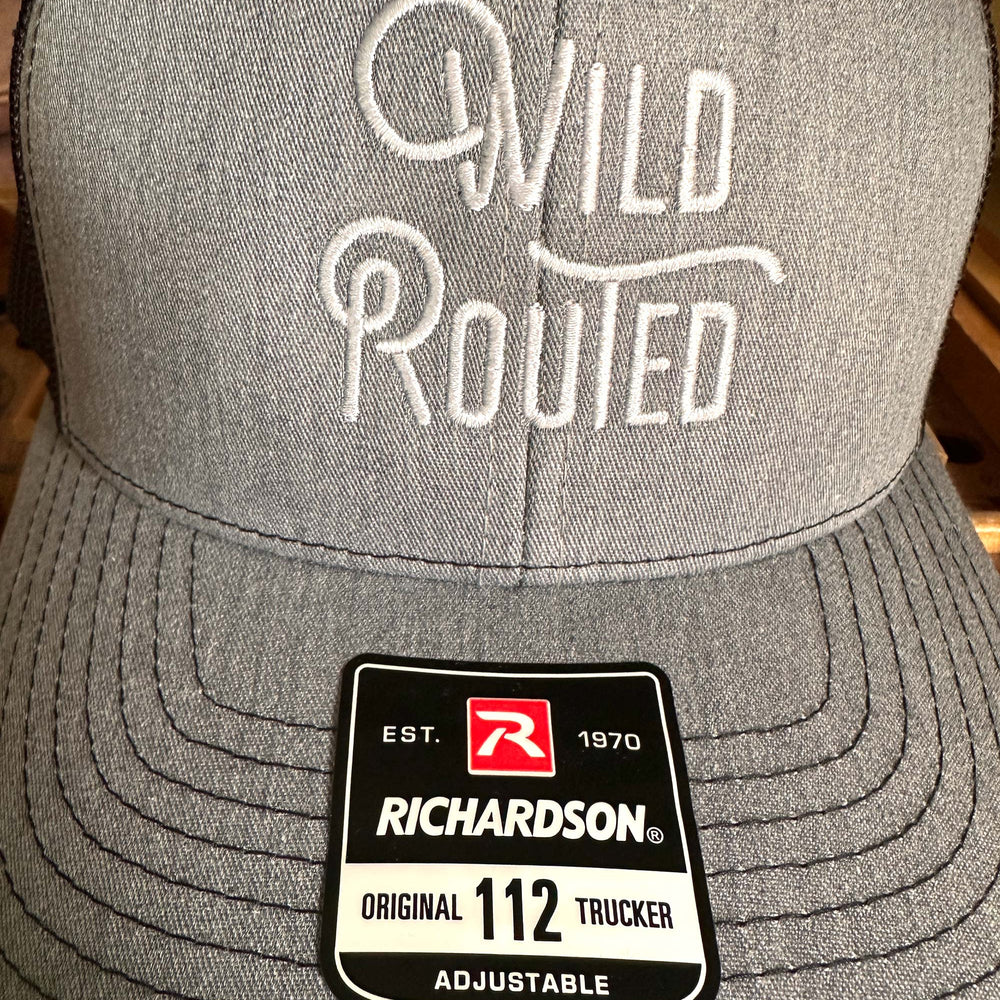 WILD
ROUTED
EST. R 1970
RICHARDSON®
ORIGINAL 112 TRUCKER
ADJUSTABLE